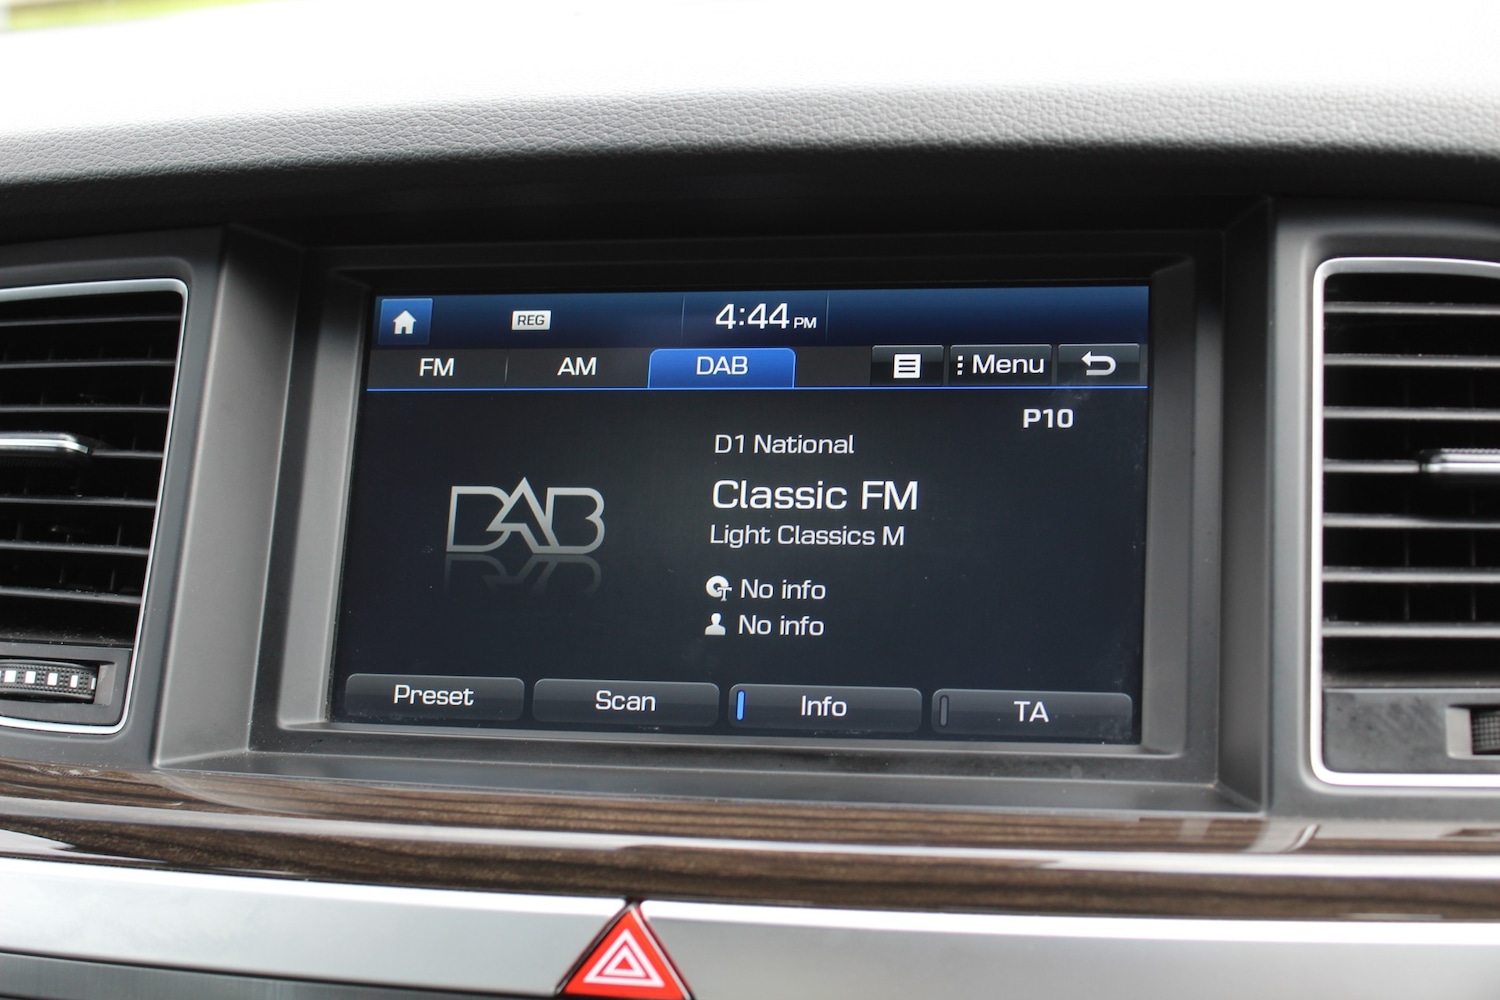 REG
4:44 PM
FM AM DAB Menu
P10
D1 National
DAB
Classic FM
Light Classics M
No info
No info
Preset Scan Info TA